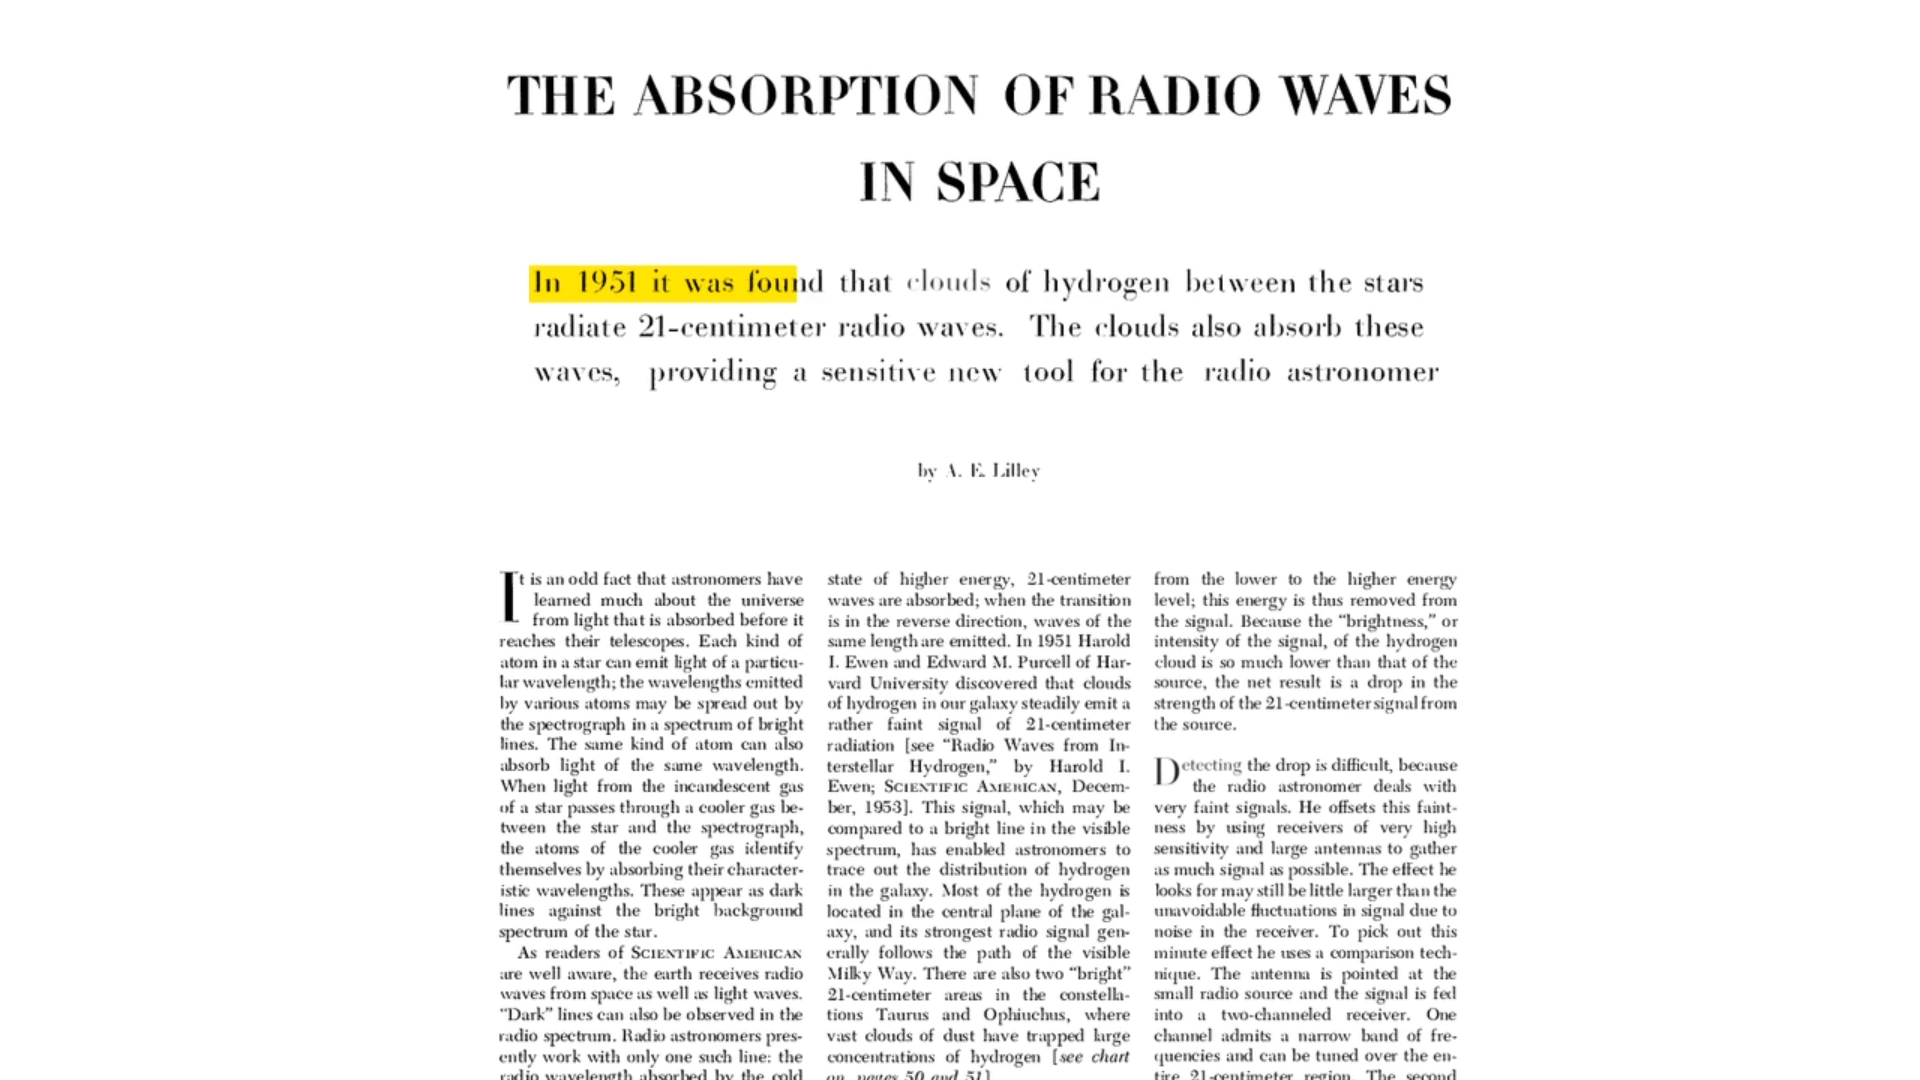 THE ABSORPTION OF RADIO WAVES
IN SPACE
In 1951 it was found that clouds of hydrogen between the stars
radiate 21-centimeter radio waves. The clouds also absorb these
waves, providing a sensitive new tool for the radio astronomer
by A. E. Lilley
It is an odd fact that astronomers have
learned much about the universe
from light that is absorbed before it
reaches their telescopes. Each kind of
atom in a star can emit light of a particu-
lar wavelength; the wavelengths emitted
by various atoms may be spread out by
the spectrograph in a spectrum of bright
lines. The same kind of atom can also
absorb light of the same wavelength.
When light from the incandescent gas
of a star passes through a cooler gas be-
tween the star and the spectrograph,
the atoms of the cooler gas identify
themselves by absorbing their character-
istic wavelengths. These appear as dark
lines against the bright background
spectrum of the star.
As readers of SCIENTIFIC AMERICAN
are well aware, the earth receives radio
waves from space as well as light waves.
“Dark” lines can also be observed in the
radio spectrum. Radio astronomers pres-
ently work with only one such line: the
radio wavelength absorbed by the cold
state of higher energy, 21-centimeter
waves are absorbed; when the transition
is in the reverse direction, waves of the
same length are emitted. In 1951 Harold
I. Ewen and Edward M. Purcell of Har-
vard University discovered that clouds
of hydrogen in our galaxy steadily emit a
rather faint signal of 21-centimeter
radiation [see “Radio Waves from In-
terstellar Hydrogen,” by Harold I.
Ewen; SCIENTIFIC AMERICAN, Decem-
ber, 1953]. This signal, which may be
compared to a bright line in the visible
spectrum, has enabled astronomers to
trace out the distribution of hydrogen
in the galaxy. Most of the hydrogen is
located in the central plane of the gal-
axy, and its strongest radio signal gen-
erally follows the path of the visible
Milky Way. There are also two “bright”
21-centimeter areas in the constella-
tions Taurus and Ophiuchus, where
vast clouds of dust have trapped large
concentrations of hydrogen [see chart
on pages 50 and 51].
from the lower to the higher energy
level; this energy is thus removed from
the signal. Because the “brightness,” or
intensity of the signal, of the hydrogen
cloud is so much lower than that of the
source, the net result is a drop in the
strength of the 21-centimeter signal from
the source.
Detecting the drop is difficult, because
the radio astronomer deals with
very faint signals. He offsets this faint-
ness by using receivers of very high
sensitivity and large antennas to gather
as much signal as possible. The effect he
looks for may still be little larger than the
unavoidable fluctuations in signal due to
noise in the receiver. To pick out this
minute effect he uses a comparison tech-
nique. The antenna is pointed at the
small radio source and the signal is fed
into a two-channeled receiver. One
channel admits a narrow band of fre-
quencies and can be tuned over the en-
tire 21-centimeter region. The second